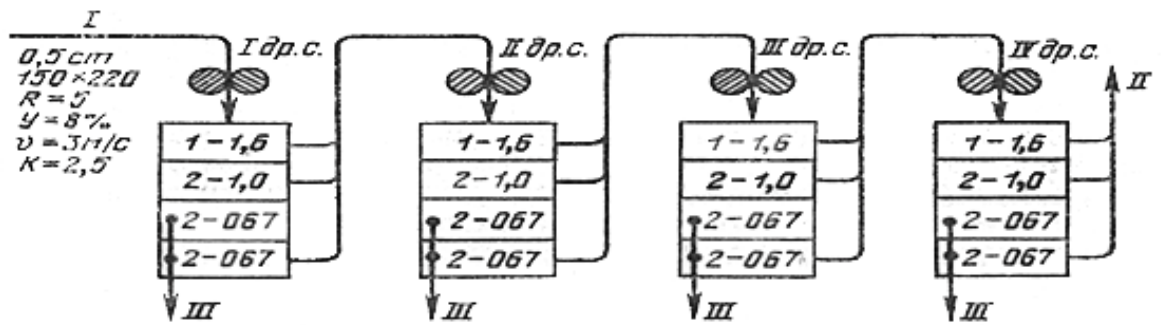 I
0,5 ст
150×220
R=5
У=8%
υ=3м/с
K=2,5
I др.с.
1-1,6
2-1,0
2-067
2-067
III
II др.с.
1-1,6
2-1,0
2-067
2-067
III
III др.с.
1-1,6
2-1,0
2-067
2-067
III
IV др.с.
II
1-1,6
2-1,0
2-067
2-067
III